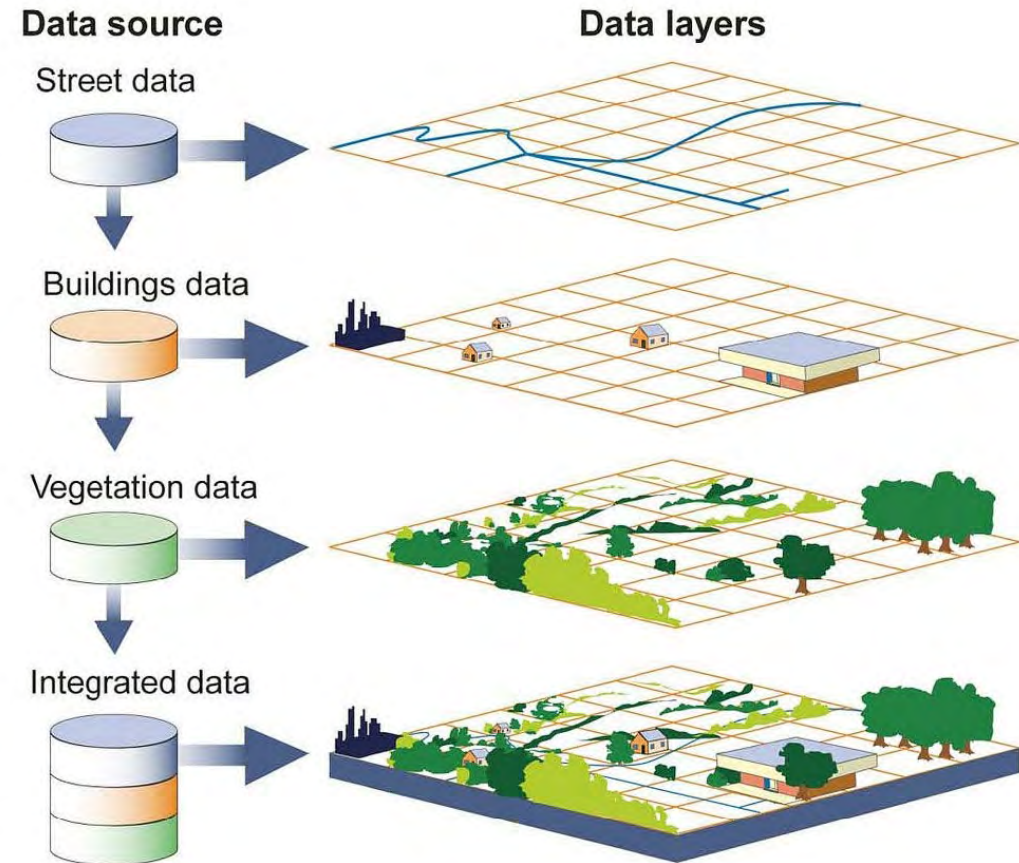 Data source
Data layers
Street data
Buildings data
Vegetation data
Integrated data